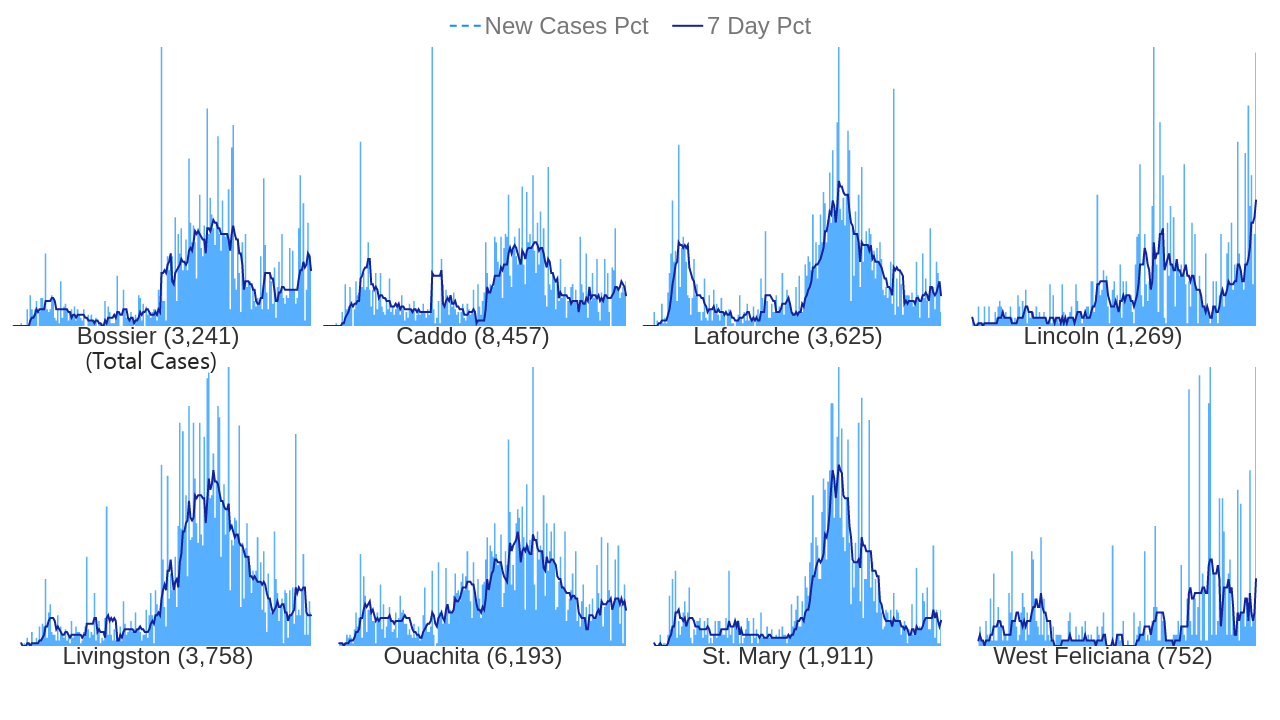 New Cases Pct 7 Day Pct
Bossier (3,241) Caddo (8,457) Lafourche (3,625) Lincoln (1,269)
(Total Cases)
Livingston (3,758) Ouachita (6,193) St. Mary (1,911) West Feliciana (752)